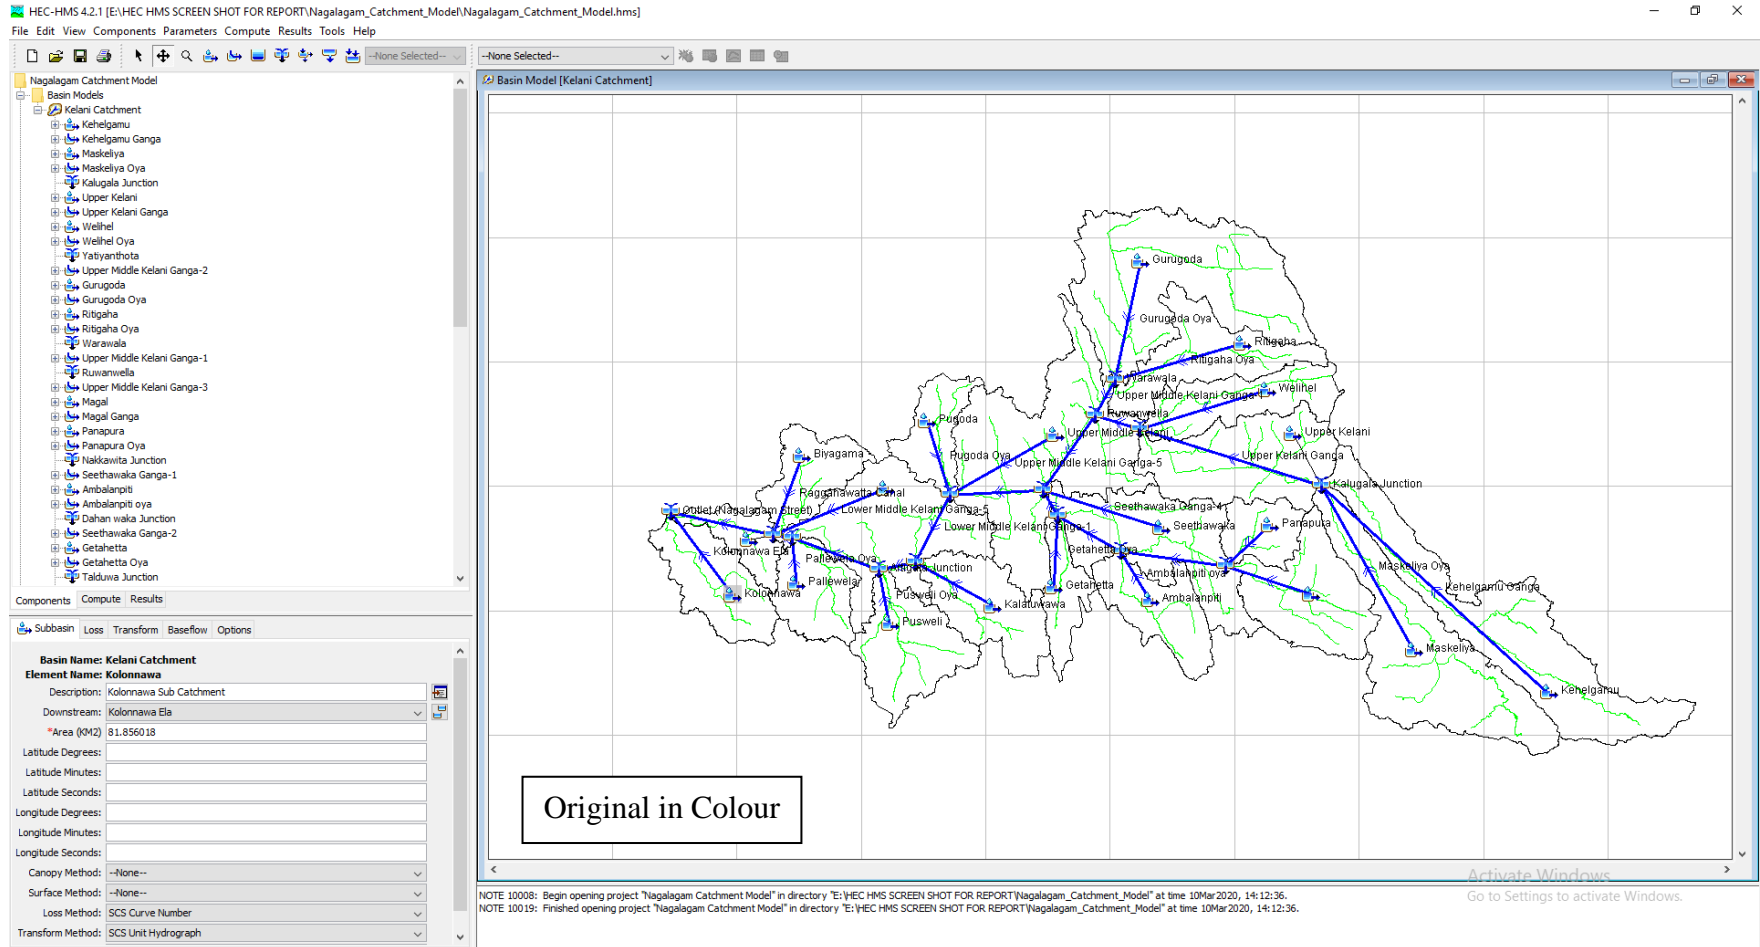 HEC-HMS 4.2.1 [E:\HEC HMS SCREEN SHOT FOR REPORT\Nagalagam_Catchment_Model\Nagalagam_Catchment_Model.hms]
File Edit View Components Parameters Compute Results Tools Help
--None Selected--
--None Selected--
Nagalagam Catchment Model
Basin Models
Kelani Catchment
Kehelgamu
Kehelgamu Ganga
Maskeliya
Maskeliya Oya
Kalugala Junction
Upper Kelani
Upper Kelani Ganga
Welihel
Welihel Oya
Yatiyanthota
Upper Middle Kelani Ganga-2
Gurugoda
Gurugoda Oya
Ritigaha
Ritigaha Oya
Warawala
Upper Middle Kelani Ganga-1
Ruwanwella
Upper Middle Kelani Ganga-3
Magal
Magal Ganga
Panapura
Panapura Oya
Nakkawita Junction
Seethawaka Ganga-1
Ambalanpiti
Ambalanpiti oya
Dahan waka Junction
Seethawaka Ganga-2
Getahetta
Getahetta Oya
Talduwa Junction
Components Compute Results
Subbasin Loss Transform Baseflow Options
Basin Name: Kelani Catchment
Element Name: Kolonnawa
Description: Kolonnawa Sub Catchment
Downstream: Kolonnawa Ela
*Area (KM2) 81.856018
Latitude Degrees:
Latitude Minutes:
Latitude Seconds:
Longitude Degrees:
Longitude Minutes:
Longitude Seconds:
Canopy Method: --None--
Surface Method: --None--
Loss Method: SCS Curve Number
Transform Method: SCS Unit Hydrograph
Basin Model [Kelani Catchment]
Gurugoda
Gurugoda Oya
Ritigaha
Ritigaha Oya
Warawala
Welihel
Upper Middle Kelani Ganga-1
Ruwanwella
Pugoda
Upper Middle Kelani
Upper Kelani
Biyagama
Pugoda Oya
Upper Middle Kelani Ganga-5
Upper Kelani Ganga
Kalugala Junction
Ragganawatta Canal
Outlet (Nagalagam Street)
Lower Middle Kelani Ganga-5
Seethawaka Ganga-4
Lower Middle Kelani Ganga-1
Seethawaka
Panapura
Kolonnawa Ela
Getahetta Oya
Pallewela Oya
Junction
Ambalanpiti oya
Maskeliya Oya
Pallewela
Getahetta
Kehelgamu Ganga
Kolonnawa
Pusweli Oya
Kalatuwawa
Ambalanpiti
Pusweli
Maskeliya
Kehelgamu
Original in Colour
Activate Windows
Go to Settings to activate Windows.
NOTE 10008: Begin opening project "Nagalagam Catchment Model" in directory "E:\HEC HMS SCREEN SHOT FOR REPORT\Nagalagam_Catchment_Model" at time 10Mar2020, 14:12:36.
NOTE 10019: Finished opening project "Nagalagam Catchment Model" in directory "E:\HEC HMS SCREEN SHOT FOR REPORT\Nagalagam_Catchment_Model" at time 10Mar2020, 14:12:36.